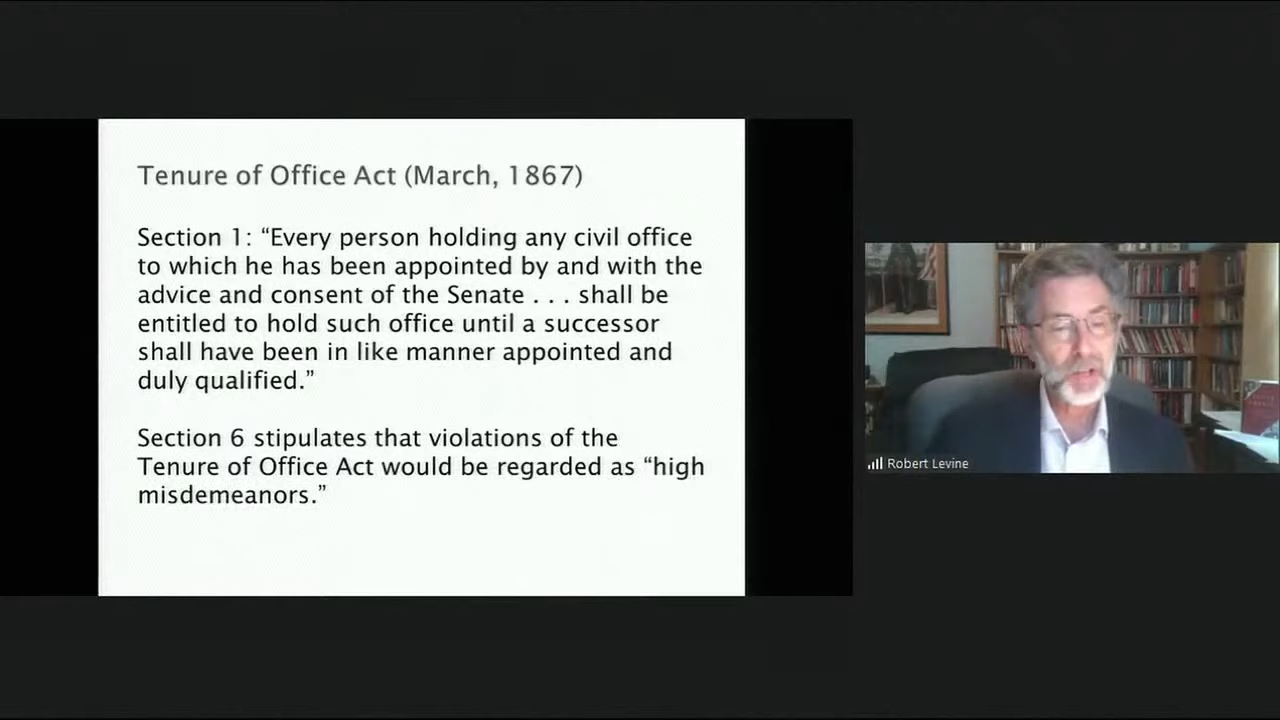 Tenure of Office Act (March, 1867)
Section 1: “Every person holding any civil office
to which he has been appointed by and with the
advice and consent of the Senate . . . shall be
entitled to hold such office until a successor
shall have been in like manner appointed and
duly qualified.”
Section 6 stipulates that violations of the
Tenure of Office Act would be regarded as “high
misdemeanors.”
Robert Levine